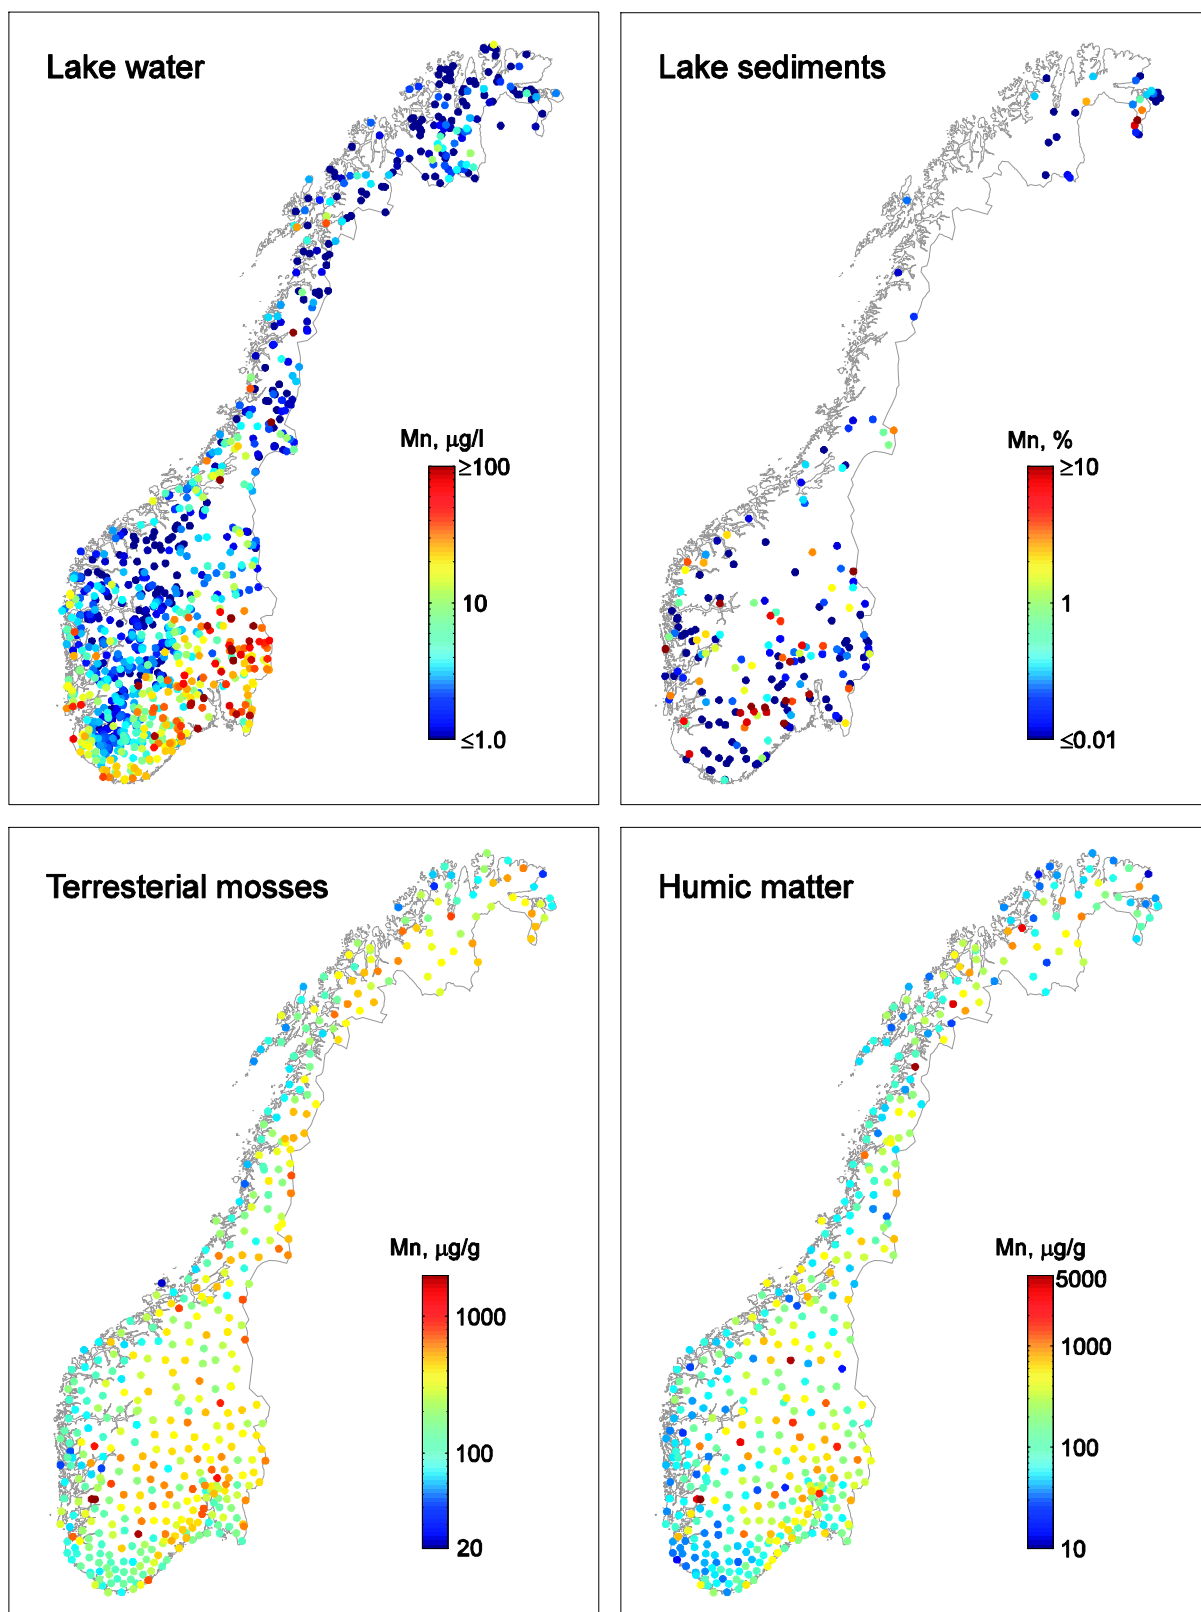 Lake water
Mn, µg/l
≥100
10
≤1.0
Lake sediments
Mn, %
≥10
1
≤0.01
Terresterial mosses
Mn, µg/g
1000
100
20
Humic matter
Mn, µg/g
5000
1000
100
10